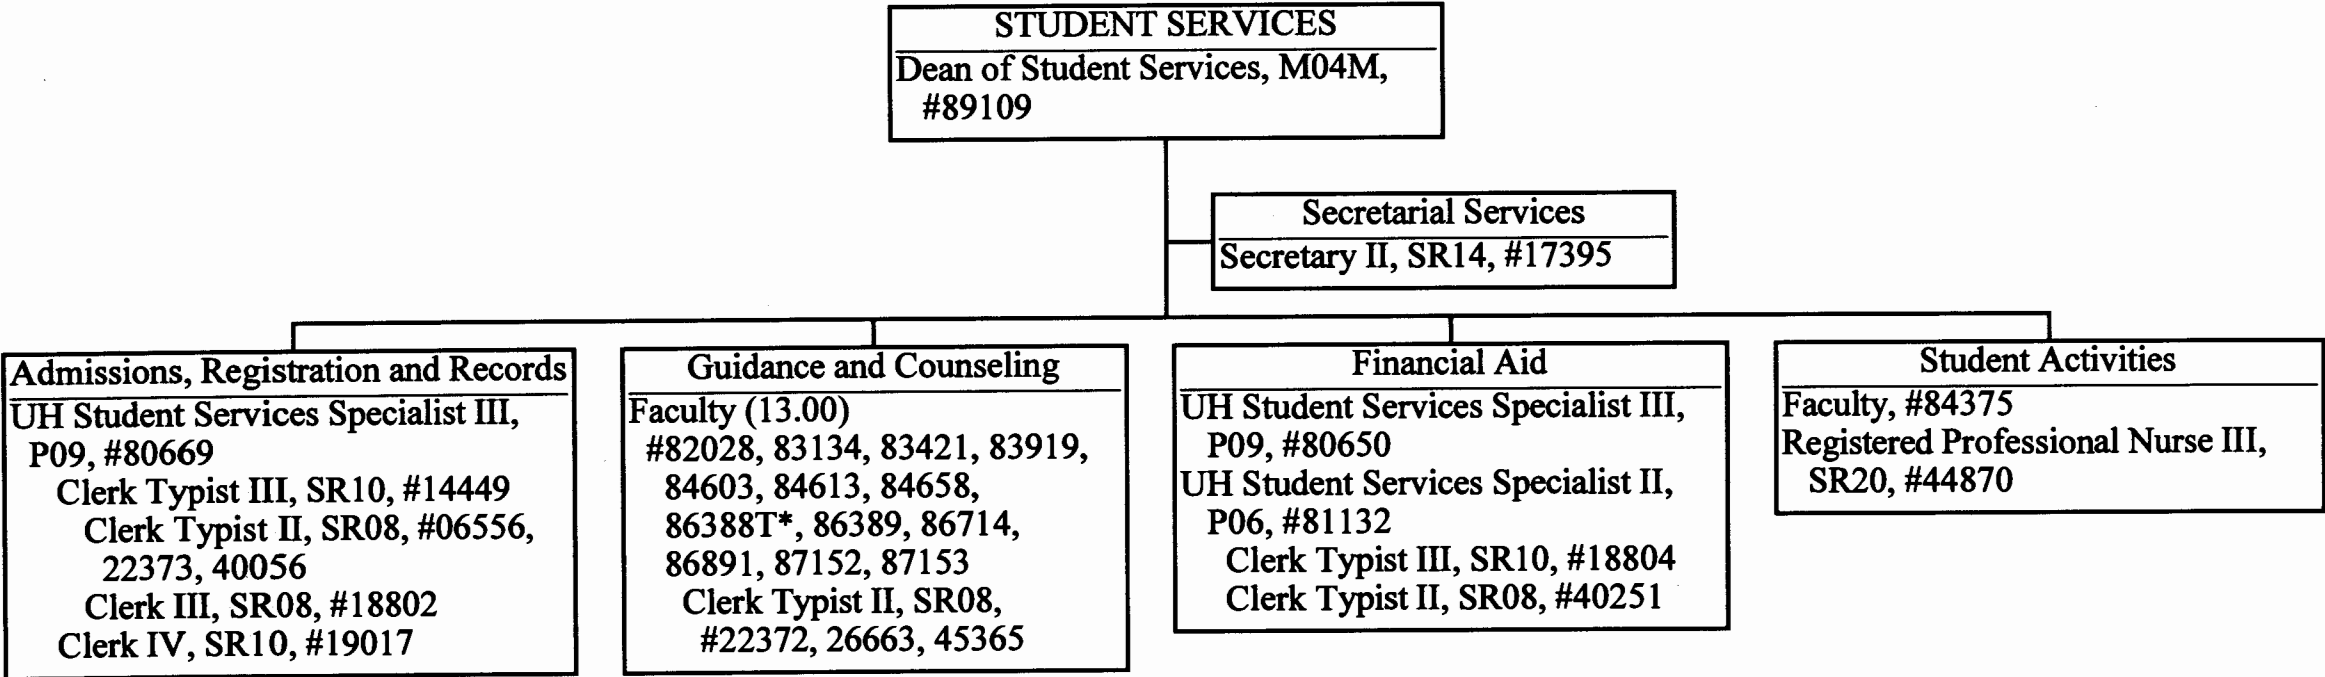 STUDENT SERVICES
Dean of Student Services, M04M,
#89109
Secretarial Services
Secretary II, SR14, #17395
Admissions, Registration and Records
UH Student Services Specialist III,
P09, #80669
Clerk Typist III, SR10, #14449
Clerk Typist II, SR08, #06556,
22373, 40056
Clerk III, SR08, #18802
Clerk IV, SR10, #19017
Guidance and Counseling
Faculty (13.00)
#82028, 83134, 83421, 83919,
84603, 84613, 84658,
86388T*, 86389, 86714,
86891, 87152, 87153
Clerk Typist II, SR08,
#22372, 26663, 45365
Financial Aid
UH Student Services Specialist III,
P09, #80650
UH Student Services Specialist II,
P06, #81132
Clerk Typist III, SR10, #18804
Clerk Typist II, SR08, #40251
Student Activities
Faculty, #84375
Registered Professional Nurse III,
SR20, #44870